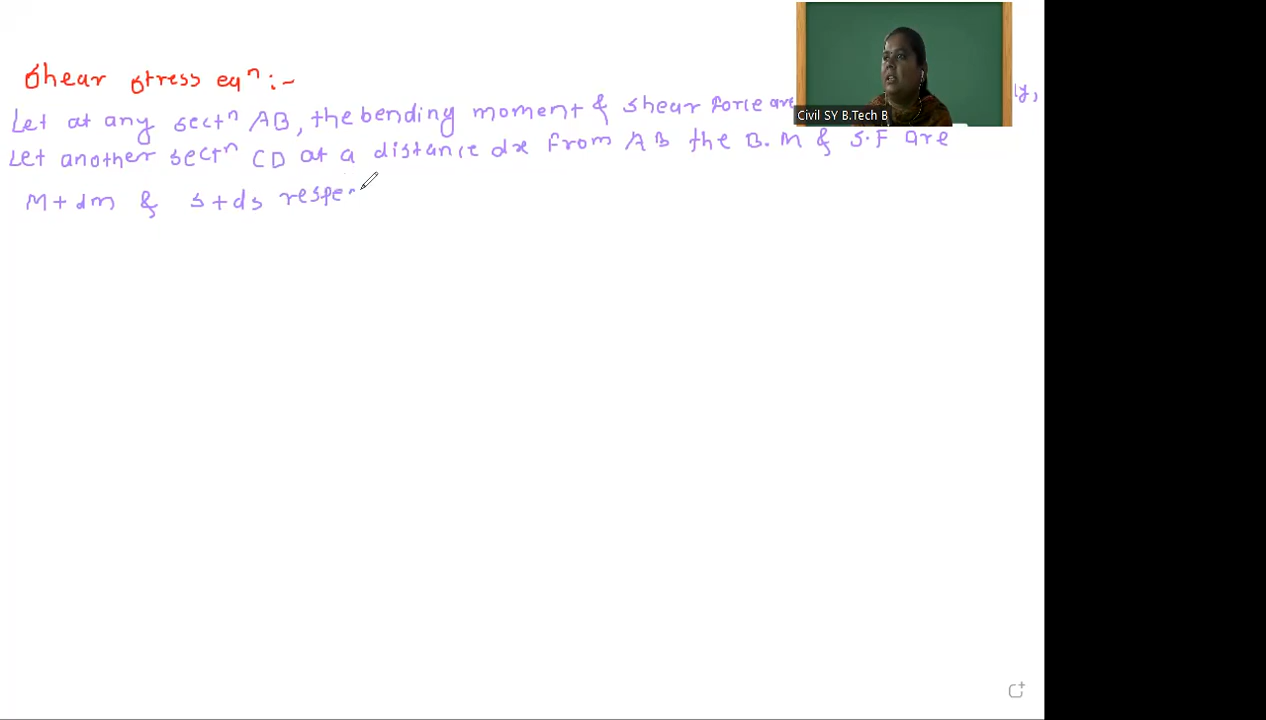 Shear stress eqⁿ :-
Let at any sectⁿ AB, the bending moment & shear force are ly,
Civil SY B.Tech B
Let another sectⁿ CD at a distance dx from AB the B.M & S.F are
M+dm & s+ds respe